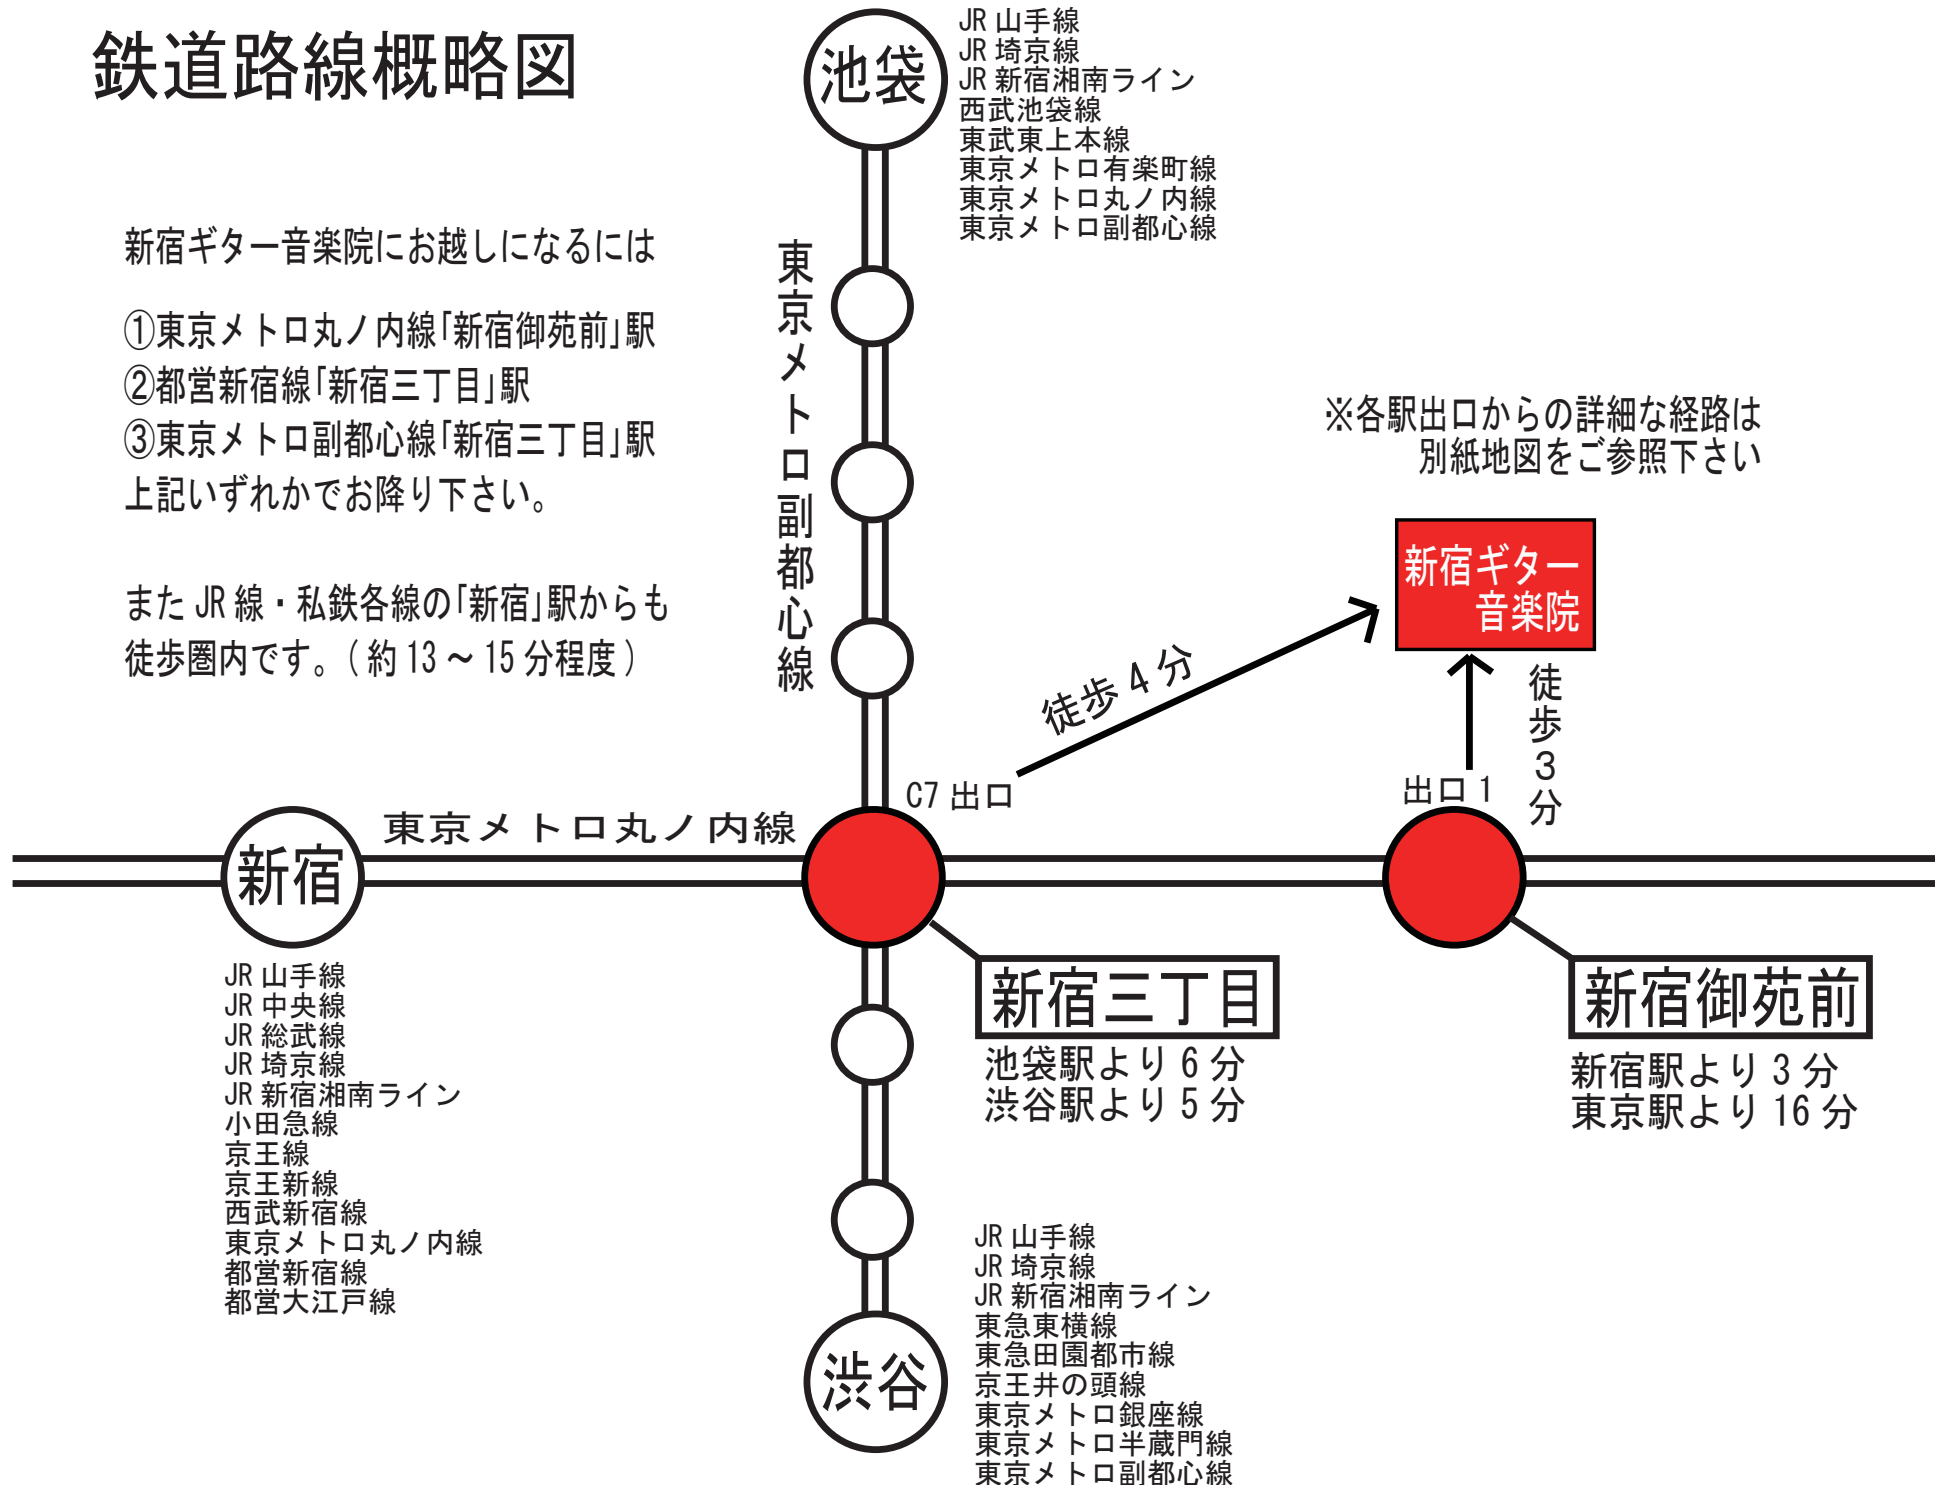 鉄道路線概略図
新宿ギター音楽院にお越しになるには
①東京メトロ丸ノ内線｢新宿御苑前｣駅
②都営新宿線｢新宿三丁目｣駅
③東京メトロ副都心線｢新宿三丁目｣駅
上記いずれかでお降り下さい。
また JR 線・私鉄各線の｢新宿｣駅からも
徒歩圏内です。( 約 13 ～ 15 分程度 )
池袋
JR 山手線
JR 埼京線
JR 新宿湘南ライン
西武池袋線
東武東上本線
東京メトロ有楽町線
東京メトロ丸ノ内線
東京メトロ副都心線
東京メトロ副都心線
※各駅出口からの詳細な経路は
別紙地図をご参照下さい
新宿ギター
音楽院
徒歩 4 分
徒歩３分
C7 出口
出口 1
東京メトロ丸ノ内線
新宿
JR 山手線
JR 中央線
JR 総武線
JR 埼京線
JR 新宿湘南ライン
小田急線
京王線
京王新線
西武新宿線
東京メトロ丸ノ内線
都営新宿線
都営大江戸線
新宿三丁目
池袋駅より 6 分
渋谷駅より 5 分
新宿御苑前
新宿駅より 3 分
東京駅より 16 分
渋谷
JR 山手線
JR 埼京線
JR 新宿湘南ライン
東急東横線
東急田園都市線
京王井の頭線
東京メトロ銀座線
東京メトロ半蔵門線
東京メトロ副都心線